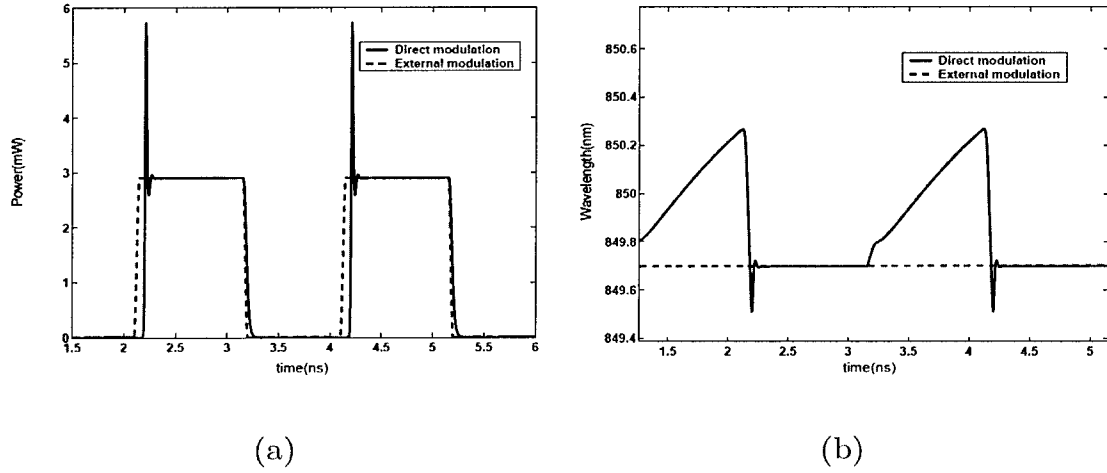 6
5
4
3
2
1
0
Power(mW)
Direct modulation
External modulation
1.5 2 2.5 3 3.5 4 4.5 5 5.5 6
time(ns)
(a)
850.6
850.4
850.2
850
849.8
849.6
849.4
Wavelength(nm)
Direct modulation
External modulation
1.5 2 2.5 3 3.5 4 4.5 5
time(ns)
(b)